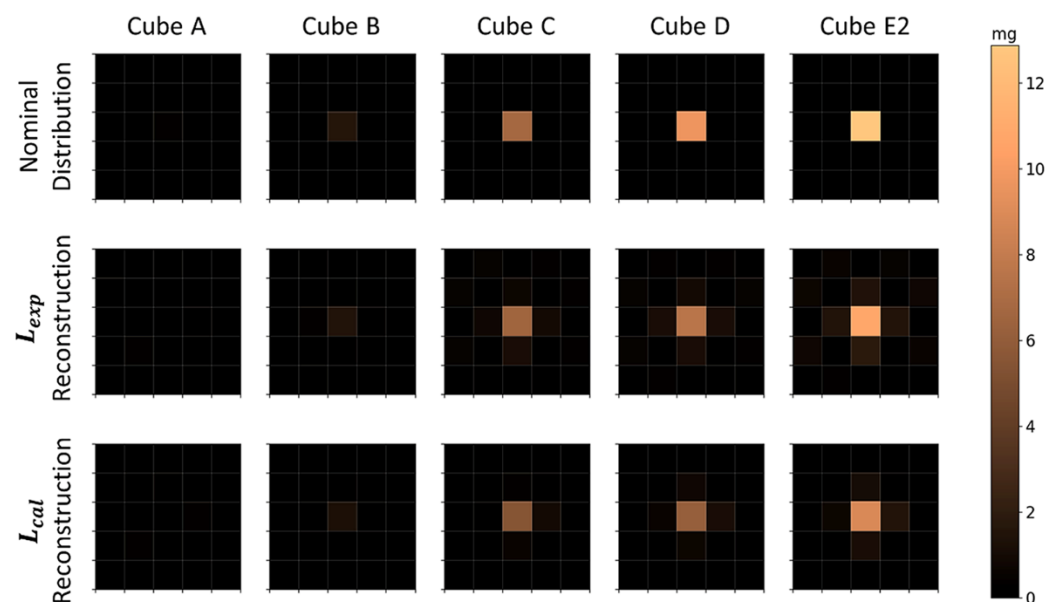 Cube A Cube B Cube C Cube D Cube E2
mg
Nominal
Distribution
L_exp
Reconstruction
L_cal
Reconstruction
12
10
8
6
4
2
0